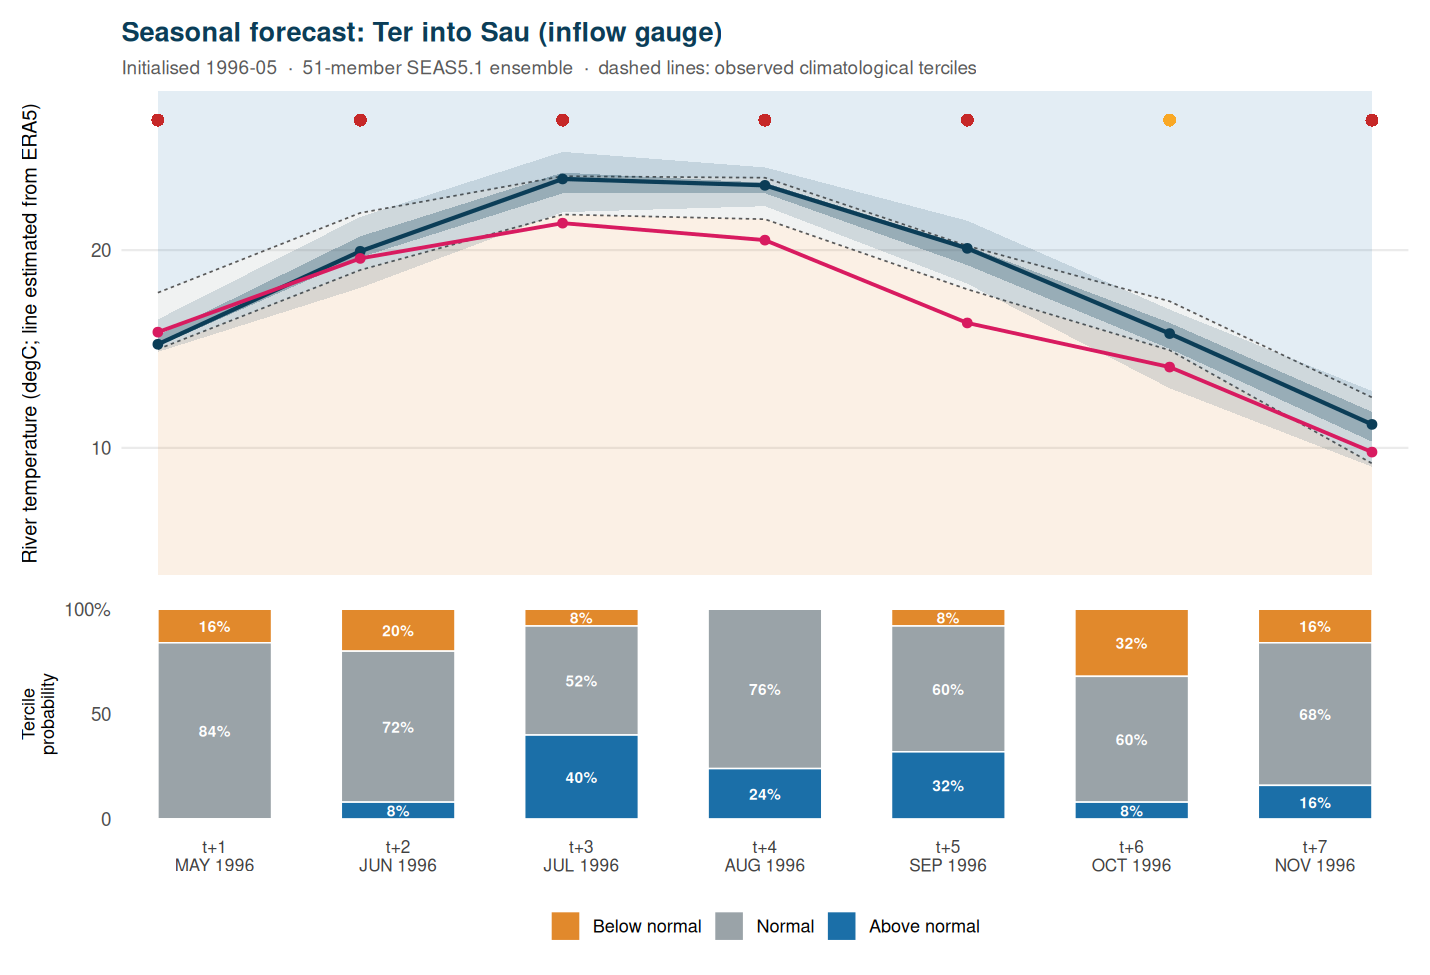 Seasonal forecast: Ter into Sau (inflow gauge)
Initialised 1996-05 · 51-member SEAS5.1 ensemble · dashed lines: observed climatological terciles
River temperature (degC; line estimated from ERA5)
20
10
Tercile
probability
100%
50
0
16%
84%
20%
72%
8%
8%
52%
40%
76%
24%
8%
60%
32%
32%
60%
8%
16%
68%
16%
t+1
MAY 1996
t+2
JUN 1996
t+3
JUL 1996
t+4
AUG 1996
t+5
SEP 1996
t+6
OCT 1996
t+7
NOV 1996
Below normal
Normal
Above normal